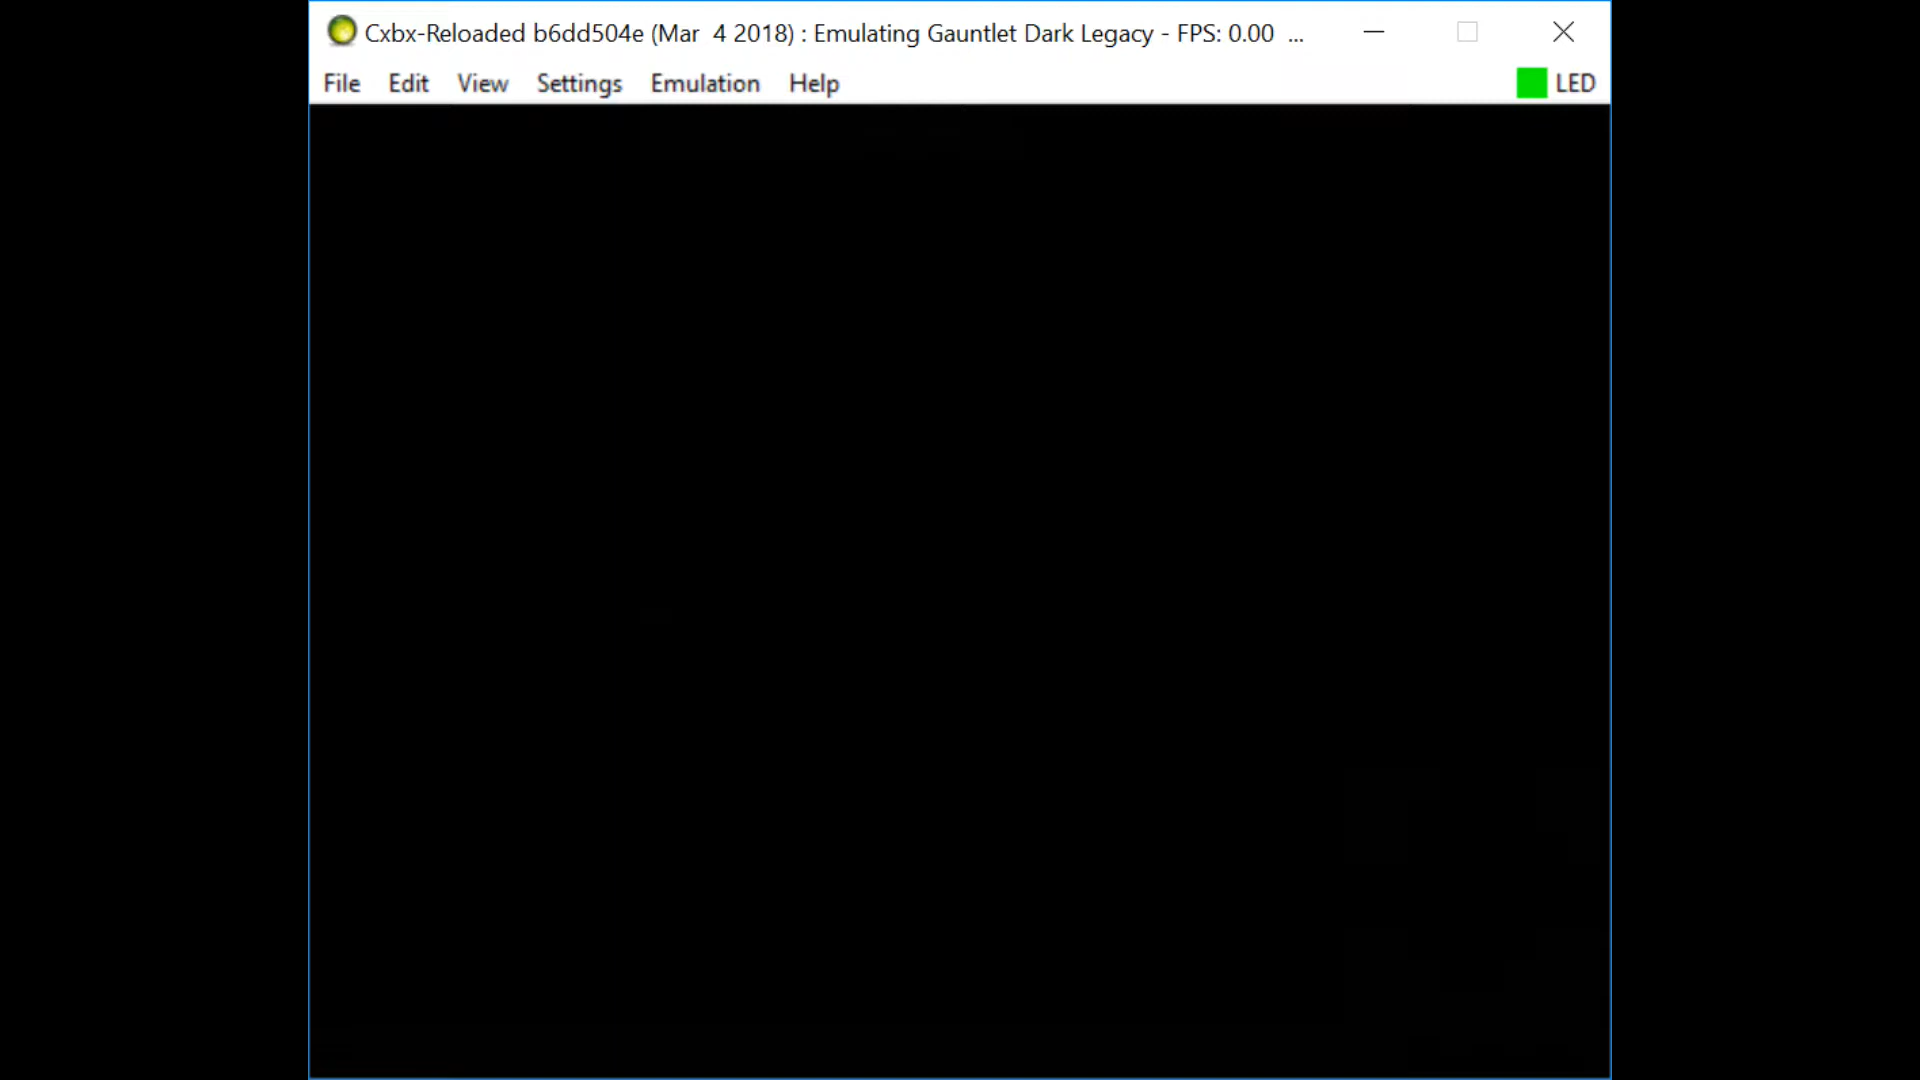 Cxbx-Reloaded b6dd504e (Mar  4 2018) : Emulating Gauntlet Dark Legacy - FPS: 0.00  ...
File Edit View Settings Emulation Help LED